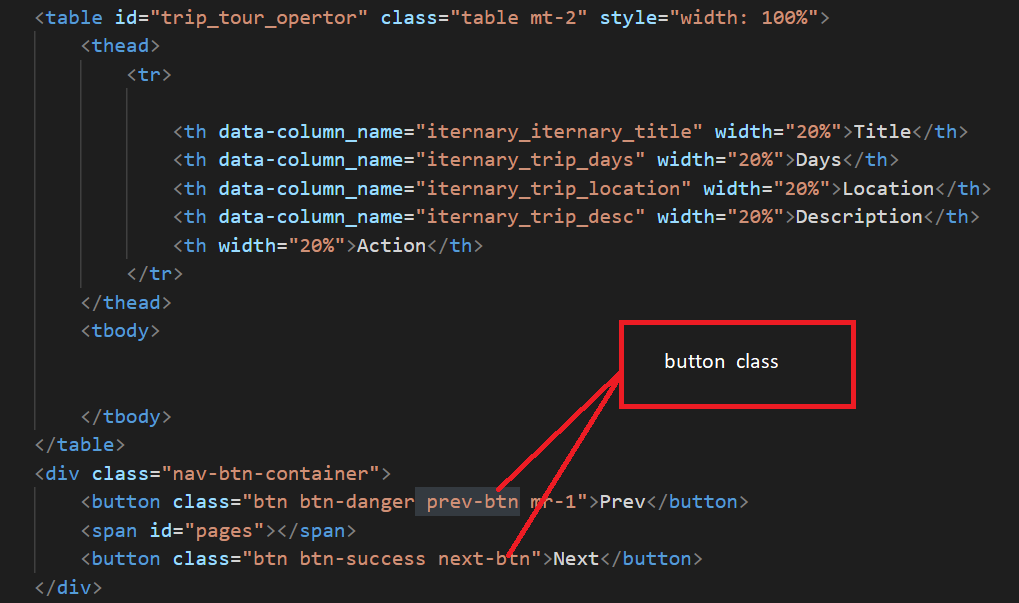 <table id="trip_tour_opertor" class="table mt-2" style="width: 100%">
<thead>
<tr>
<th data-column_name="iternary_iternary_title" width="20%">Title</th>
<th data-column_name="iternary_trip_days" width="20%">Days</th>
<th data-column_name="iternary_trip_location" width="20%">Location</th>
<th data-column_name="iternary_trip_desc" width="20%">Description</th>
<th width="20%">Action</th>
</tr>
</thead>
<tbody>
button class
</tbody>
</table>
<div class="nav-btn-container">
<button class="btn btn-danger prev-btn mr-1">Prev</button>
<span id="pages"></span>
<button class="btn btn-success next-btn">Next</button>
</div>